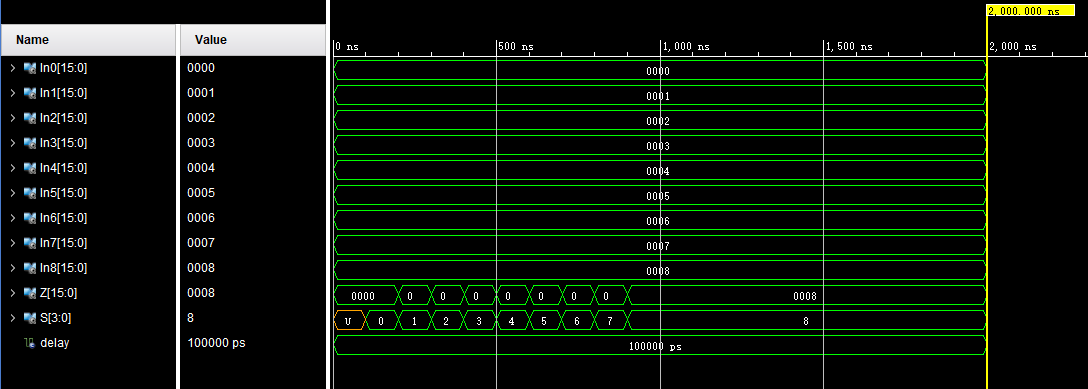 2,000.000 ns
Name Value 0 ns 500 ns 1,000 ns 1,500 ns 2,000 ns
In0[15:0] 0000 0000
In1[15:0] 0001 0001
In2[15:0] 0002 0002
In3[15:0] 0003 0003
In4[15:0] 0004 0004
In5[15:0] 0005 0005
In6[15:0] 0006 0006
In7[15:0] 0007 0007
In8[15:0] 0008 0008
Z[15:0] 0008 0000 0 0 0 0 0 0 0 0008
S[3:0] 8 U 0 1 2 3 4 5 6 7 8
delay 100000 ps 100000 ps